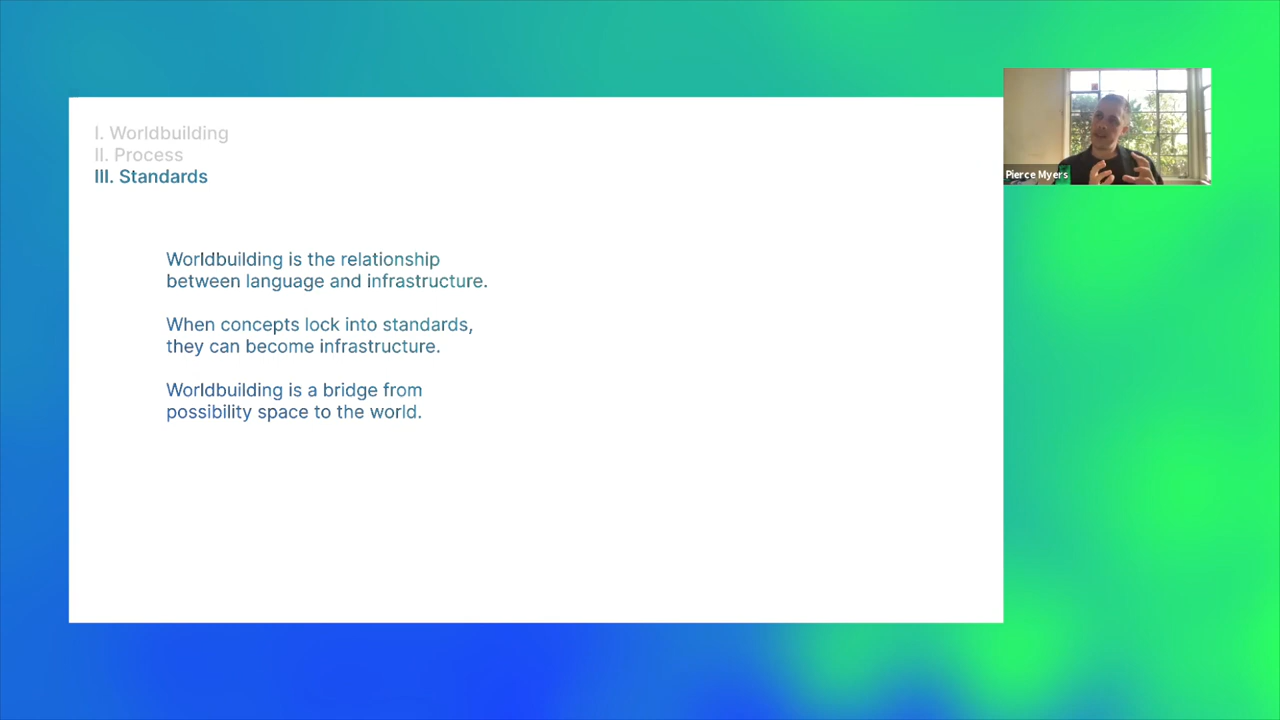 I. Worldbuilding
II. Process
III. Standards
Worldbuilding is the relationship
between language and infrastructure.
When concepts lock into standards,
they can become infrastructure.
Worldbuilding is a bridge from
possibility space to the world.
Pierce Myers